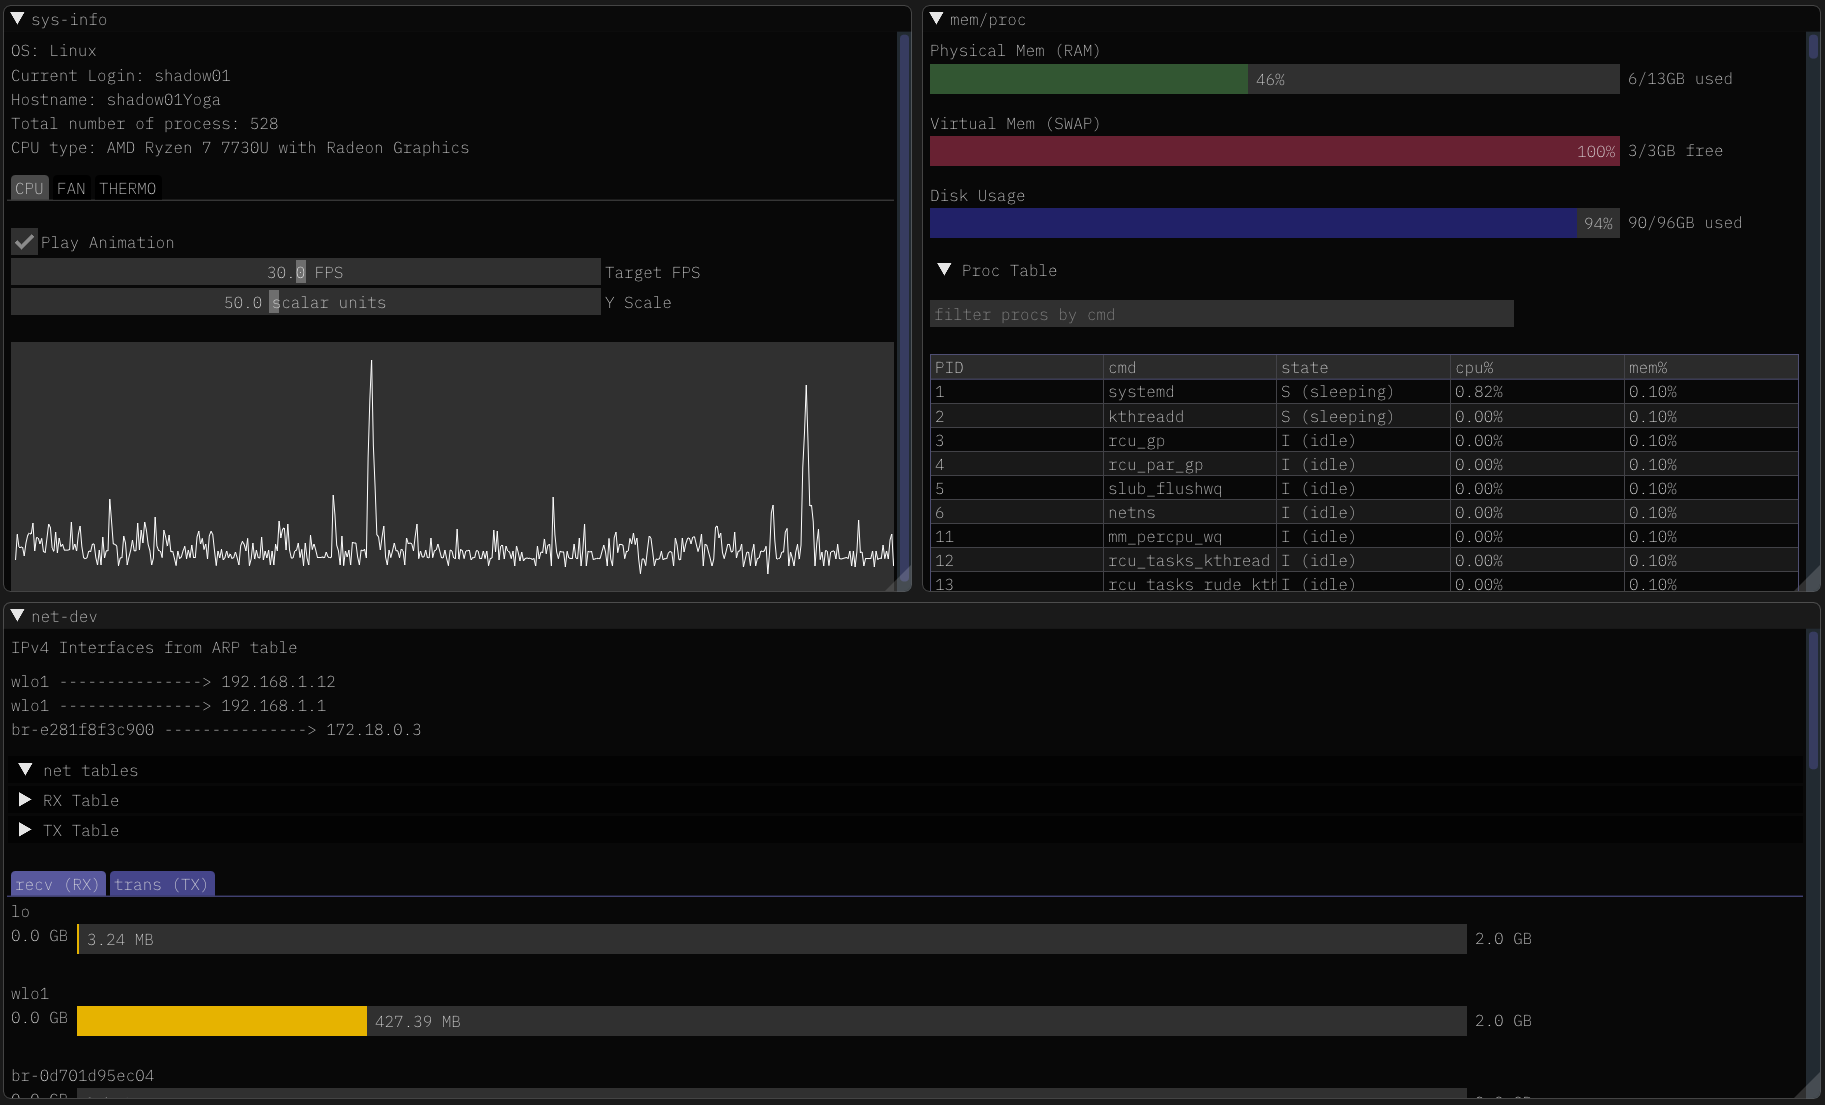 sys-info
OS: Linux
Current Login: shadow01
Hostname: shadow01Yoga
Total number of process: 528
CPU type: AMD Ryzen 7 7730U with Radeon Graphics
CPU FAN THERMO
Play Animation
30.0 FPS Target FPS
50.0 scalar units Y Scale
mem/proc
Physical Mem (RAM)
46% 6/13GB used
Virtual Mem (SWAP)
100% 3/3GB free
Disk Usage
94% 90/96GB used
Proc Table
filter procs by cmd
PID cmd state cpu% mem%
1 systemd S (sleeping) 0.82% 0.10%
2 kthreadd S (sleeping) 0.00% 0.10%
3 rcu_gp I (idle) 0.00% 0.10%
4 rcu_par_gp I (idle) 0.00% 0.10%
5 slub_flushwq I (idle) 0.00% 0.10%
6 netns I (idle) 0.00% 0.10%
11 mm_percpu_wq I (idle) 0.00% 0.10%
12 rcu_tasks_kthread I (idle) 0.00% 0.10%
13 rcu_tasks_rude_kth I (idle) 0.00% 0.10%
net-dev
IPv4 Interfaces from ARP table
wlo1 ---------------> 192.168.1.12
wlo1 ---------------> 192.168.1.1
br-e281f8f3c900 ---------------> 172.18.0.3
net tables
RX Table
TX Table
recv (RX) trans (TX)
lo
0.0 GB 3.24 MB 2.0 GB
wlo1
0.0 GB 427.39 MB 2.0 GB
br-0d701d95ec04